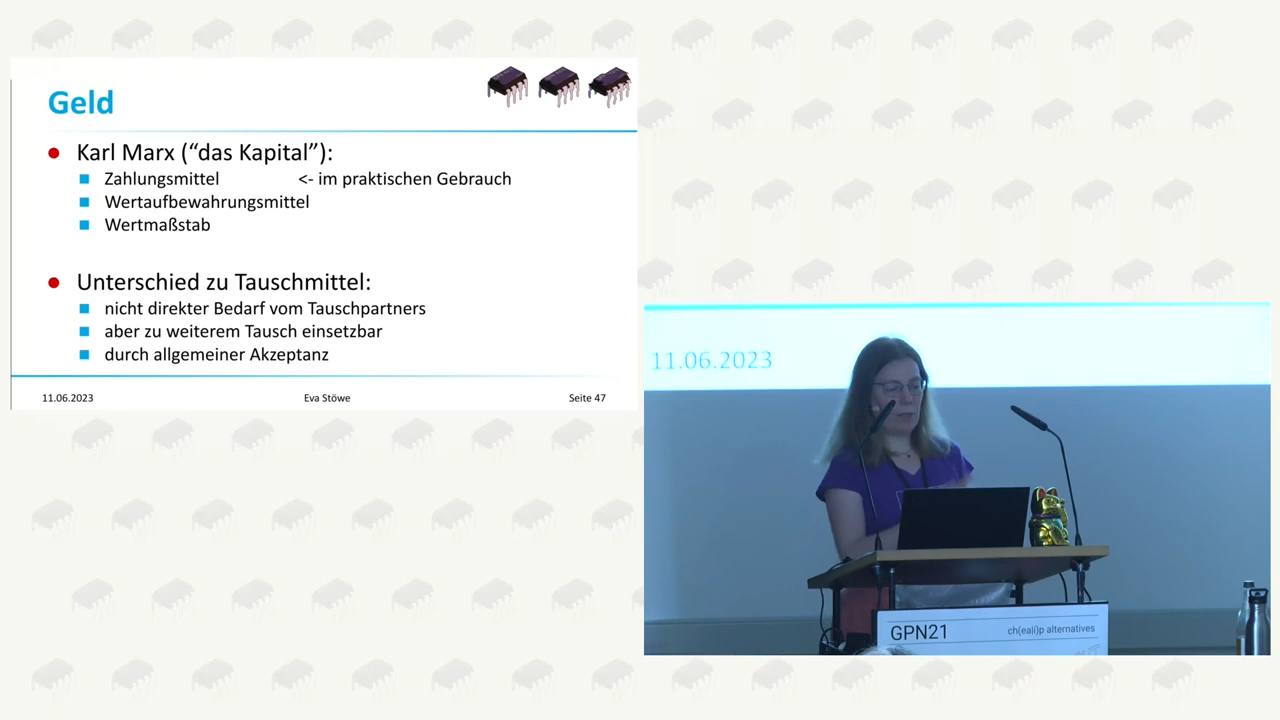 Geld
Karl Marx (“das Kapital”):
Zahlungsmittel <- im praktischen Gebrauch
Wertaufbewahrungsmittel
Wertmaßstab
Unterschied zu Tauschmittel:
nicht direkter Bedarf vom Tauschpartners
aber zu weiterem Tausch einsetzbar
durch allgemeiner Akzeptanz
11.06.2023 Eva Stöwe Seite 47
11.06.2023
GPN21 ch(ea|i)p alternatives